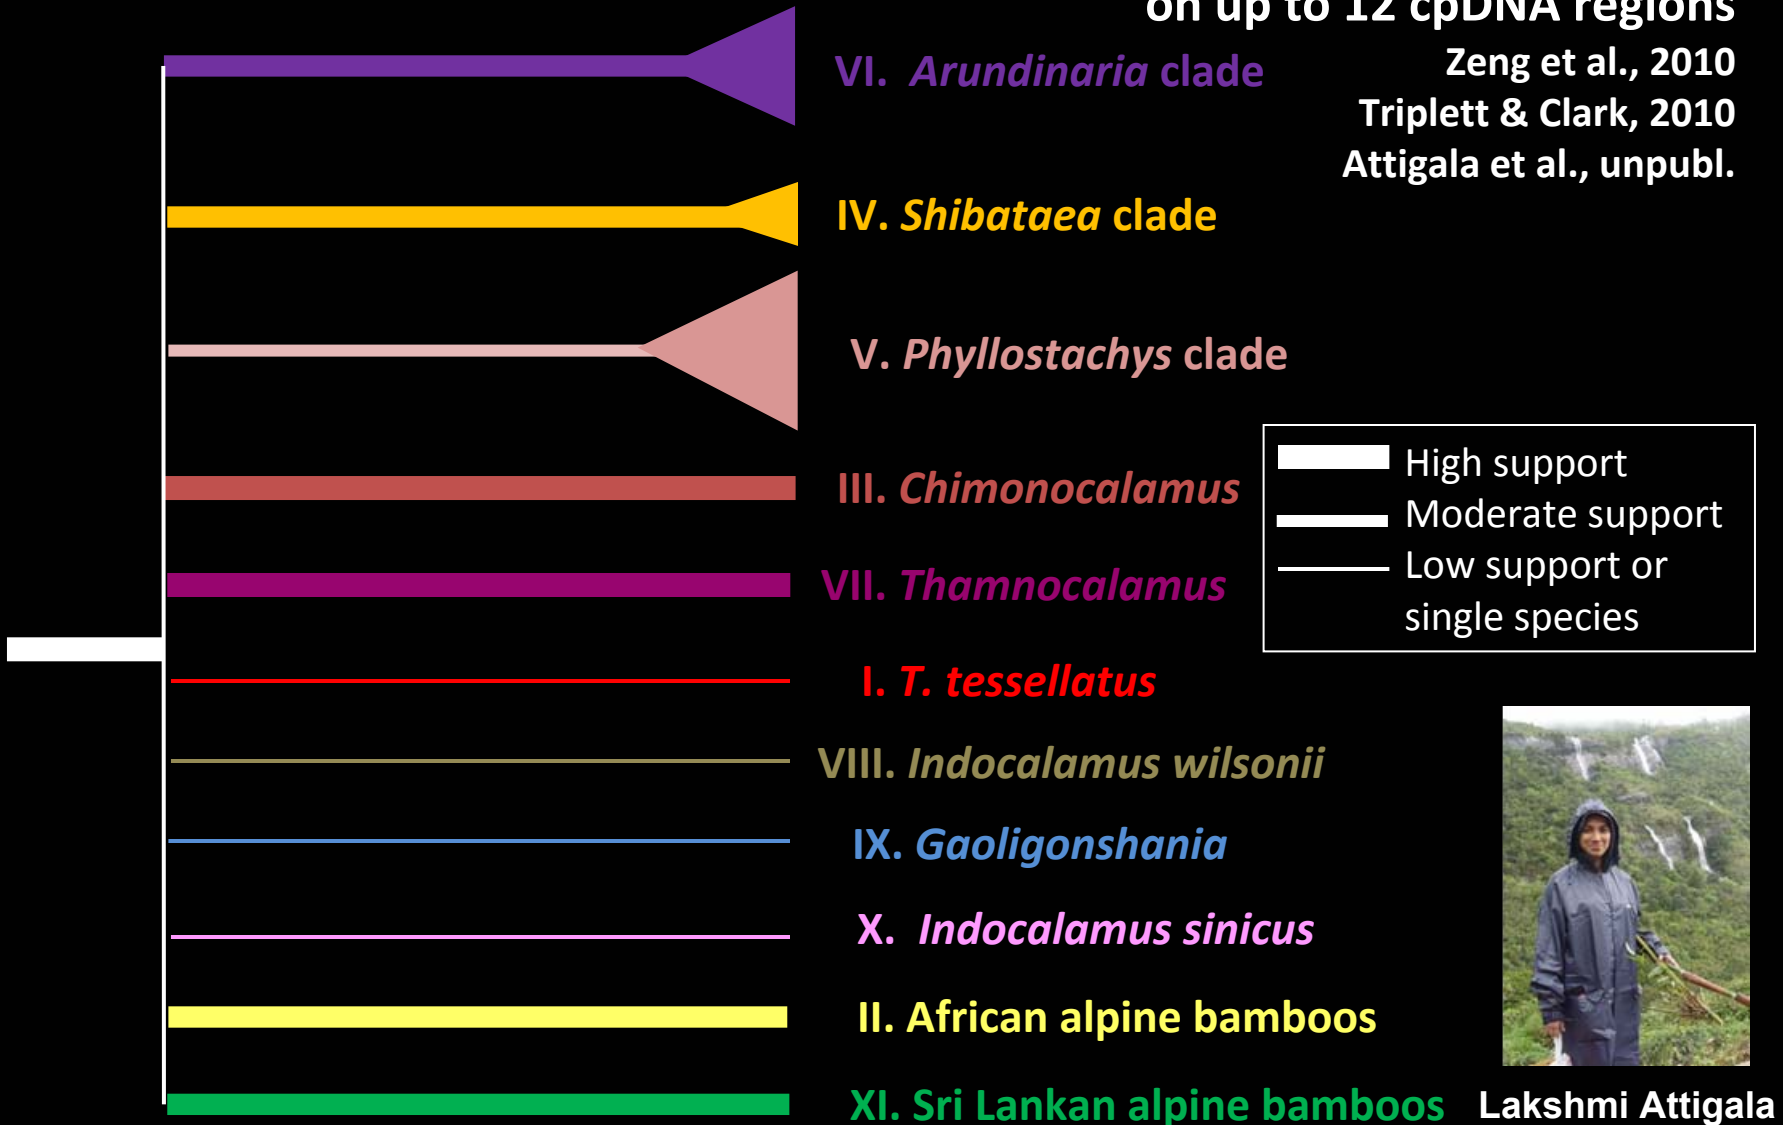 on up to 12 cpDNA regions
Zeng et al., 2010
Triplett & Clark, 2010
Attigala et al., unpubl.
VI. Arundinaria clade
IV. Shibataea clade
V. Phyllostachys clade
III. Chimonocalamus
VII. Thamnocalamus
I. T. tessellatus
VIII. Indocalamus wilsonii
IX. Gaoligonshania
X. Indocalamus sinicus
II. African alpine bamboos
XI. Sri Lankan alpine bamboos
High support
Moderate support
Low support or
single species
Lakshmi Attigala